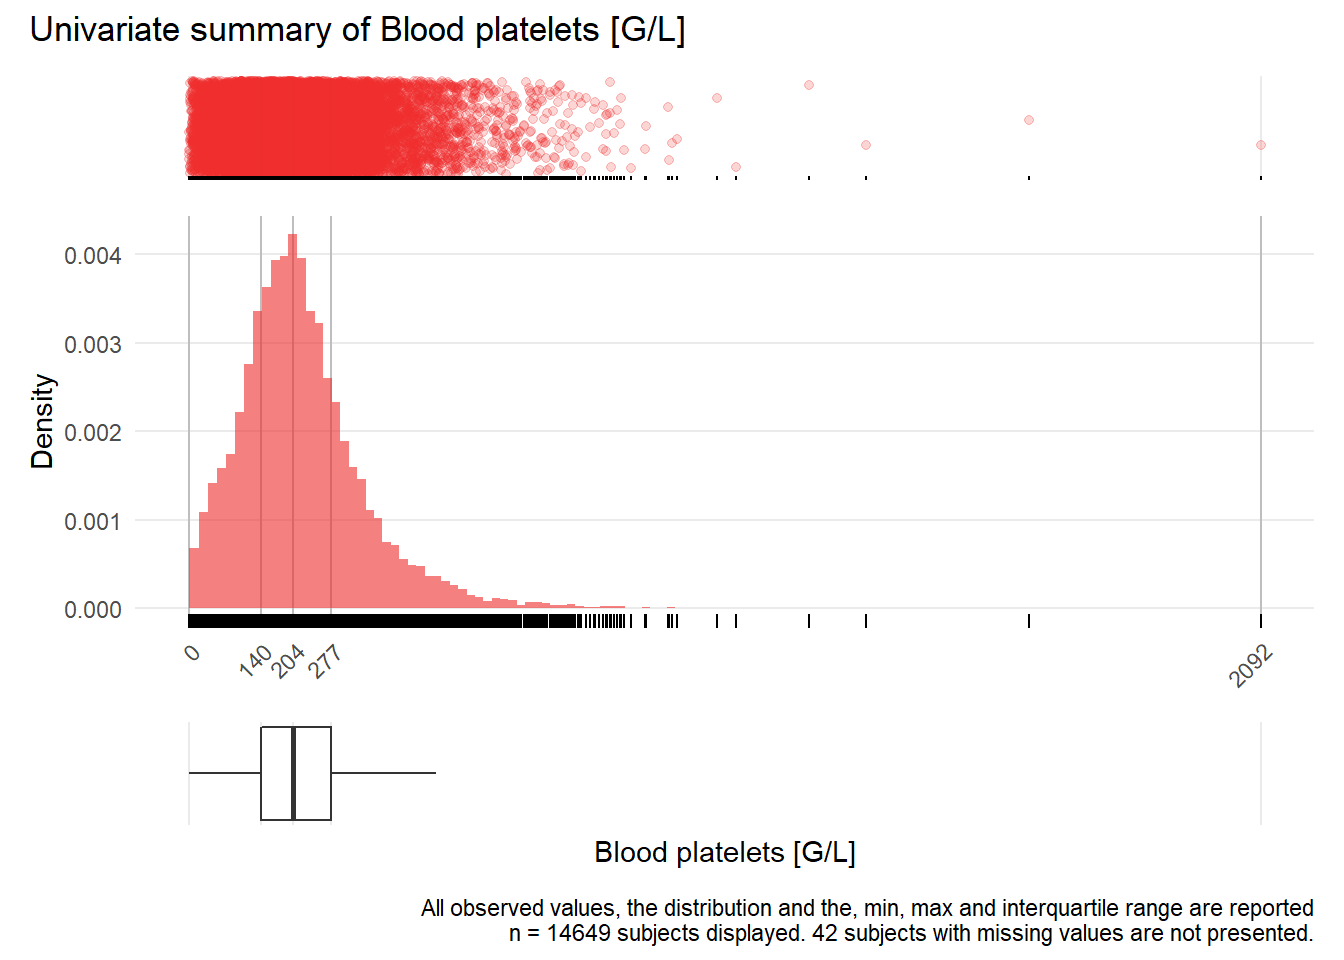 Univariate summary of Blood platelets [G/L]
0.004
0.003
0.002
0.001
0.000
Density
0
140
204
277
2092
Blood platelets [G/L]
All observed values, the distribution and the, min, max and interquartile range are reported
n = 14649 subjects displayed. 42 subjects with missing values are not presented.